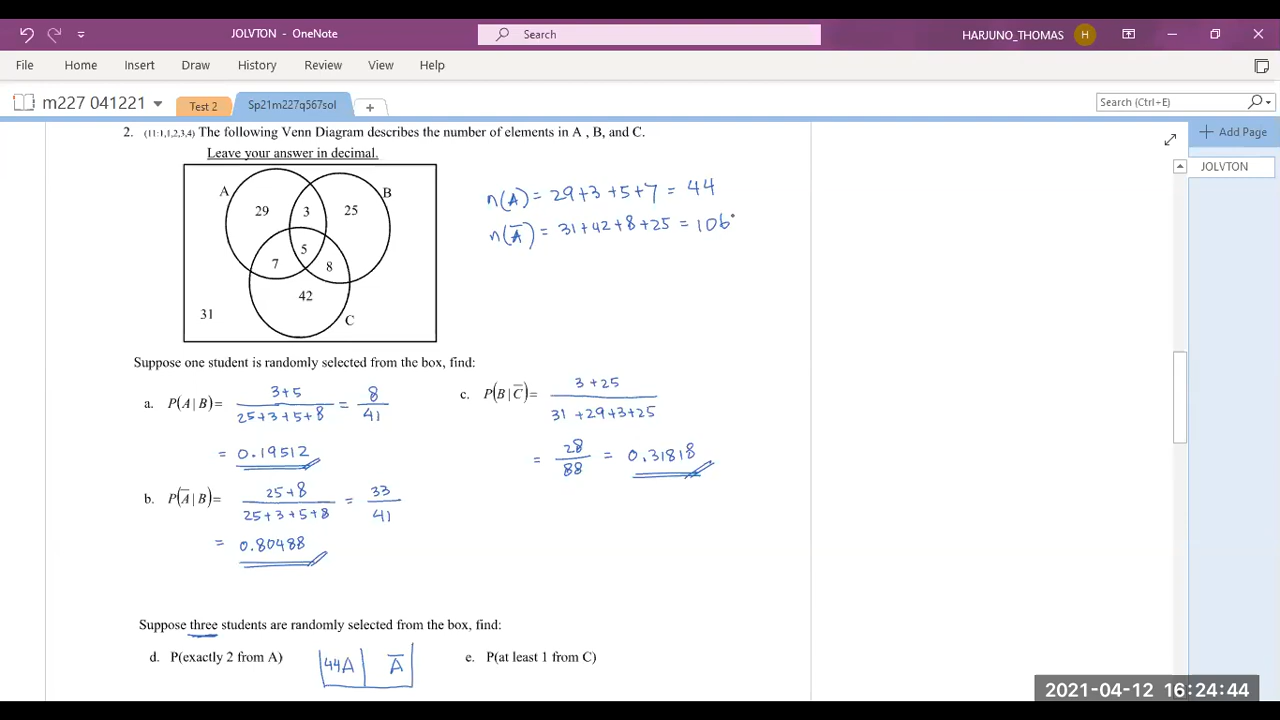 JOLVTON - OneNote
Search
HARJUNO_THOMAS H
File Home Insert Draw History Review View Help
m227 041221
Test 2
Sp21m227q567sol
Search (Ctrl+E)
Add Page
JOLVTON
2. (11:1,1,2,3,4) The following Venn Diagram describes the number of elements in A , B, and C.
Leave your answer in decimal.
A
B
29
3
25
5
7
8
42
31
C
n(A) = 29+3+5+7 = 44
n(A̅) = 31+42+8+25 = 106
Suppose one student is randomly selected from the box, find:
a. P(A | B) = (3+5)/(25+3+5+8) = 8/41
= 0.19512
b. P(A̅ | B) = (25+8)/(25+3+5+8) = 33/41
= 0.80488
c. P(B | C̅) = (3+25)/(31+29+3+25)
= 28/88 = 0.31818
Suppose three students are randomly selected from the box, find:
d. P(exactly 2 from A)
44A | A̅
e. P(at least 1 from C)
2021-04-12 16:24:44